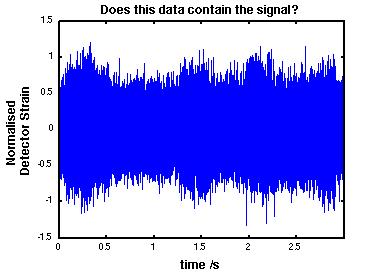 Does this data contain the signal?
1.5
1
0.5
0
-0.5
-1
-1.5
Normalised
Detector Strain
0 0.5 1 1.5 2 2.5
time /s